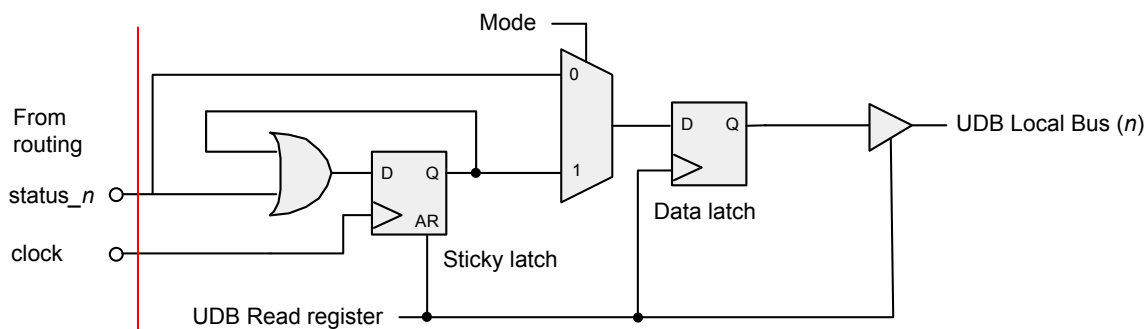 Mode
0
From
routing
D
Q
UDB Local Bus (n)
1
D
Q
status_n
AR
Data latch
clock
Sticky latch
UDB Read register